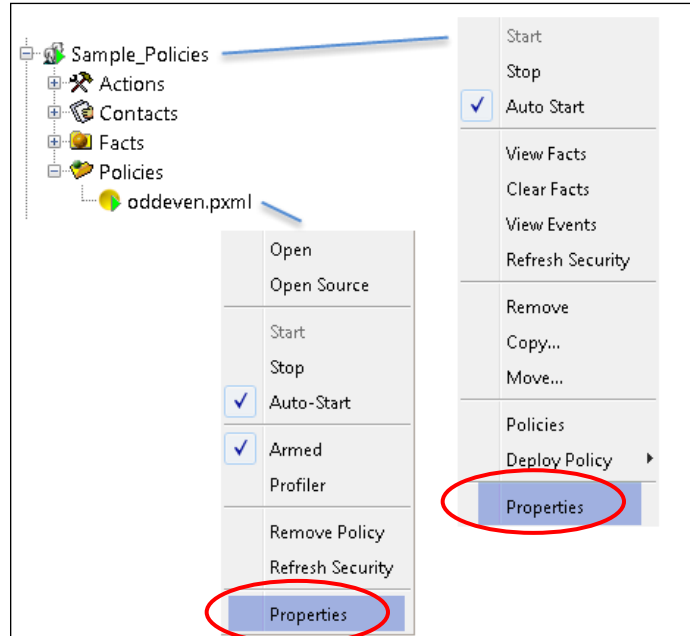 Sample_Policies
Actions
Contacts
Facts
Policies
oddeven.pxml
Start
Stop
Auto Start
View Facts
Clear Facts
View Events
Refresh Security
Remove
Copy...
Move...
Policies
Deploy Policy
Properties
Open
Open Source
Start
Stop
Auto-Start
Armed
Profiler
Remove Policy
Refresh Security
Properties